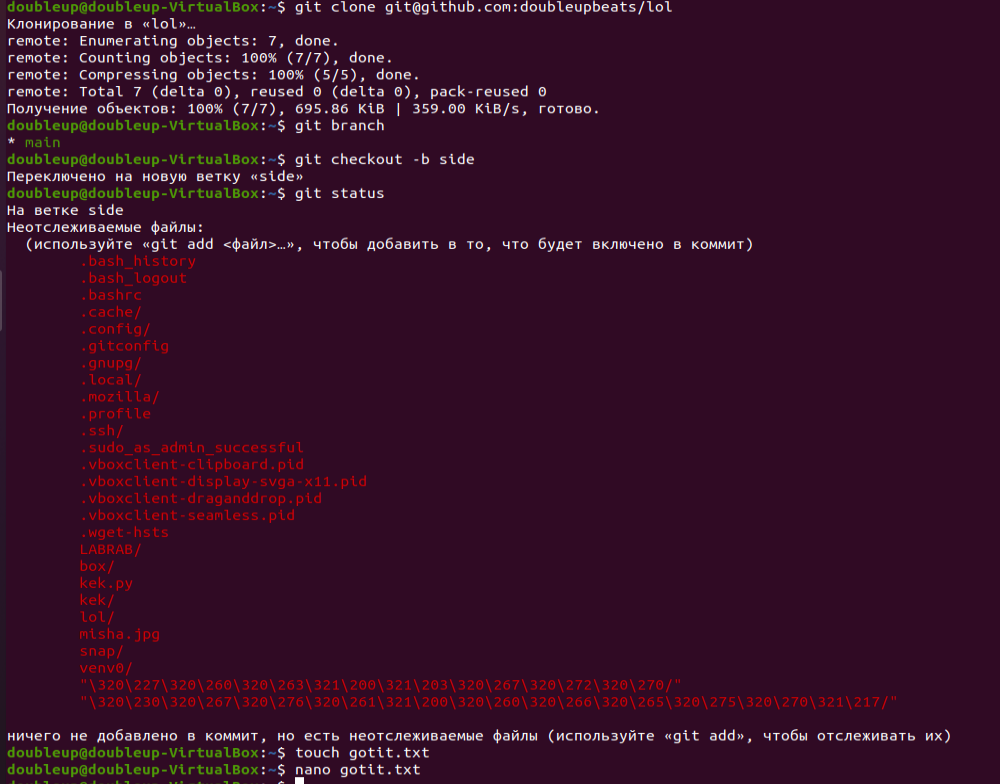 doubleup@doubleup-VirtualBox:~$ git clone git@github.com:doubleupbeats/lol
Клонирование в «lol»…
remote: Enumerating objects: 7, done.
remote: Counting objects: 100% (7/7), done.
remote: Compressing objects: 100% (5/5), done.
remote: Total 7 (delta 0), reused 0 (delta 0), pack-reused 0
Получение объектов: 100% (7/7), 695.86 KiB | 359.00 KiB/s, готово.
doubleup@doubleup-VirtualBox:~$ git branch
* main
doubleup@doubleup-VirtualBox:~$ git checkout -b side
Переключено на новую ветку «side»
doubleup@doubleup-VirtualBox:~$ git status
На ветке side
Неотслеживаемые файлы:
(используйте «git add <файл>…», чтобы добавить в то, что будет включено в коммит)
.bash_history
.bash_logout
.bashrc
.cache/
.config/
.gitconfig
.gnupg/
.local/
.mozilla/
.profile
.ssh/
.sudo_as_admin_successful
.vboxclient-clipboard.pid
.vboxclient-display-svga-x11.pid
.vboxclient-draganddrop.pid
.vboxclient-seamless.pid
.wget-hsts
LABRAB/
box/
kek.py
kek/
lol/
misha.jpg
snap/
venv0/
"\320\227\320\260\320\263\321\200\321\203\320\267\320\272\320\270/"
"\320\230\320\267\320\276\320\261\321\200\320\260\320\266\320\265\320\275\320\270\321\217/"
ничего не добавлено в коммит, но есть неотслеживаемые файлы (используйте «git add», чтобы отслеживать их)
doubleup@doubleup-VirtualBox:~$ touch gotit.txt
doubleup@doubleup-VirtualBox:~$ nano gotit.txt